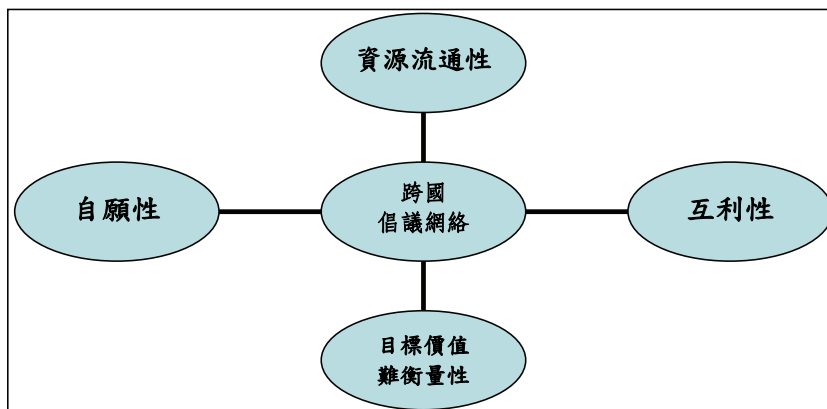 資源流通性
自願性
跨國
倡議網絡
互利性
目標價值
難衡量性